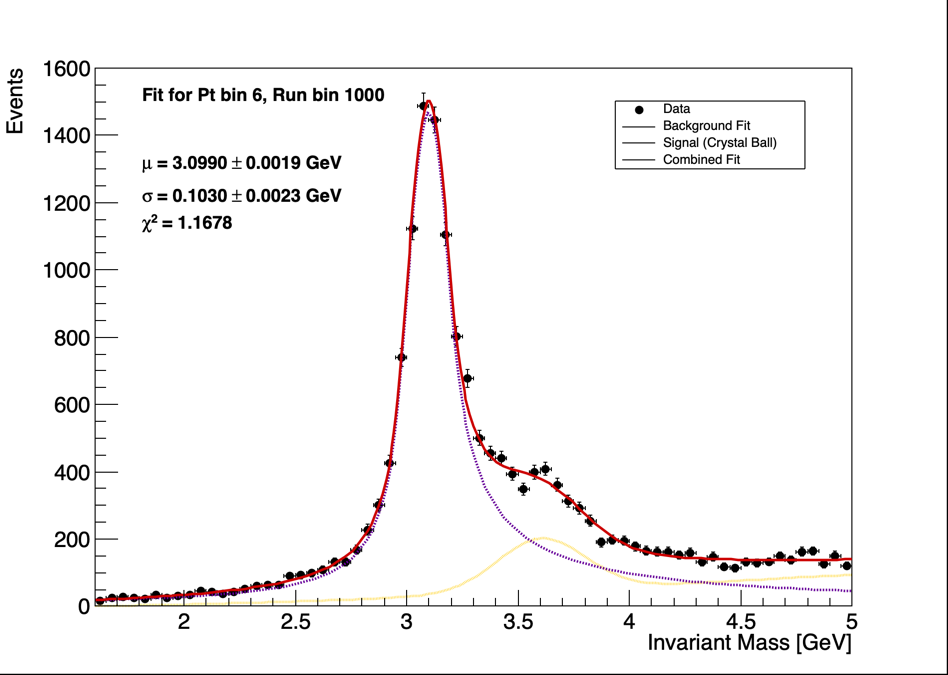 Events
1600
1400
1200
1000
800
600
400
200
0
Fit for Pt bin 6, Run bin 1000
μ = 3.0990 ± 0.0019 GeV
σ = 0.1030 ± 0.0023 GeV
χ² = 1.1678
Data
Background Fit
Signal (Crystal Ball)
Combined Fit
2 2.5 3 3.5 4 4.5 5
Invariant Mass [GeV]